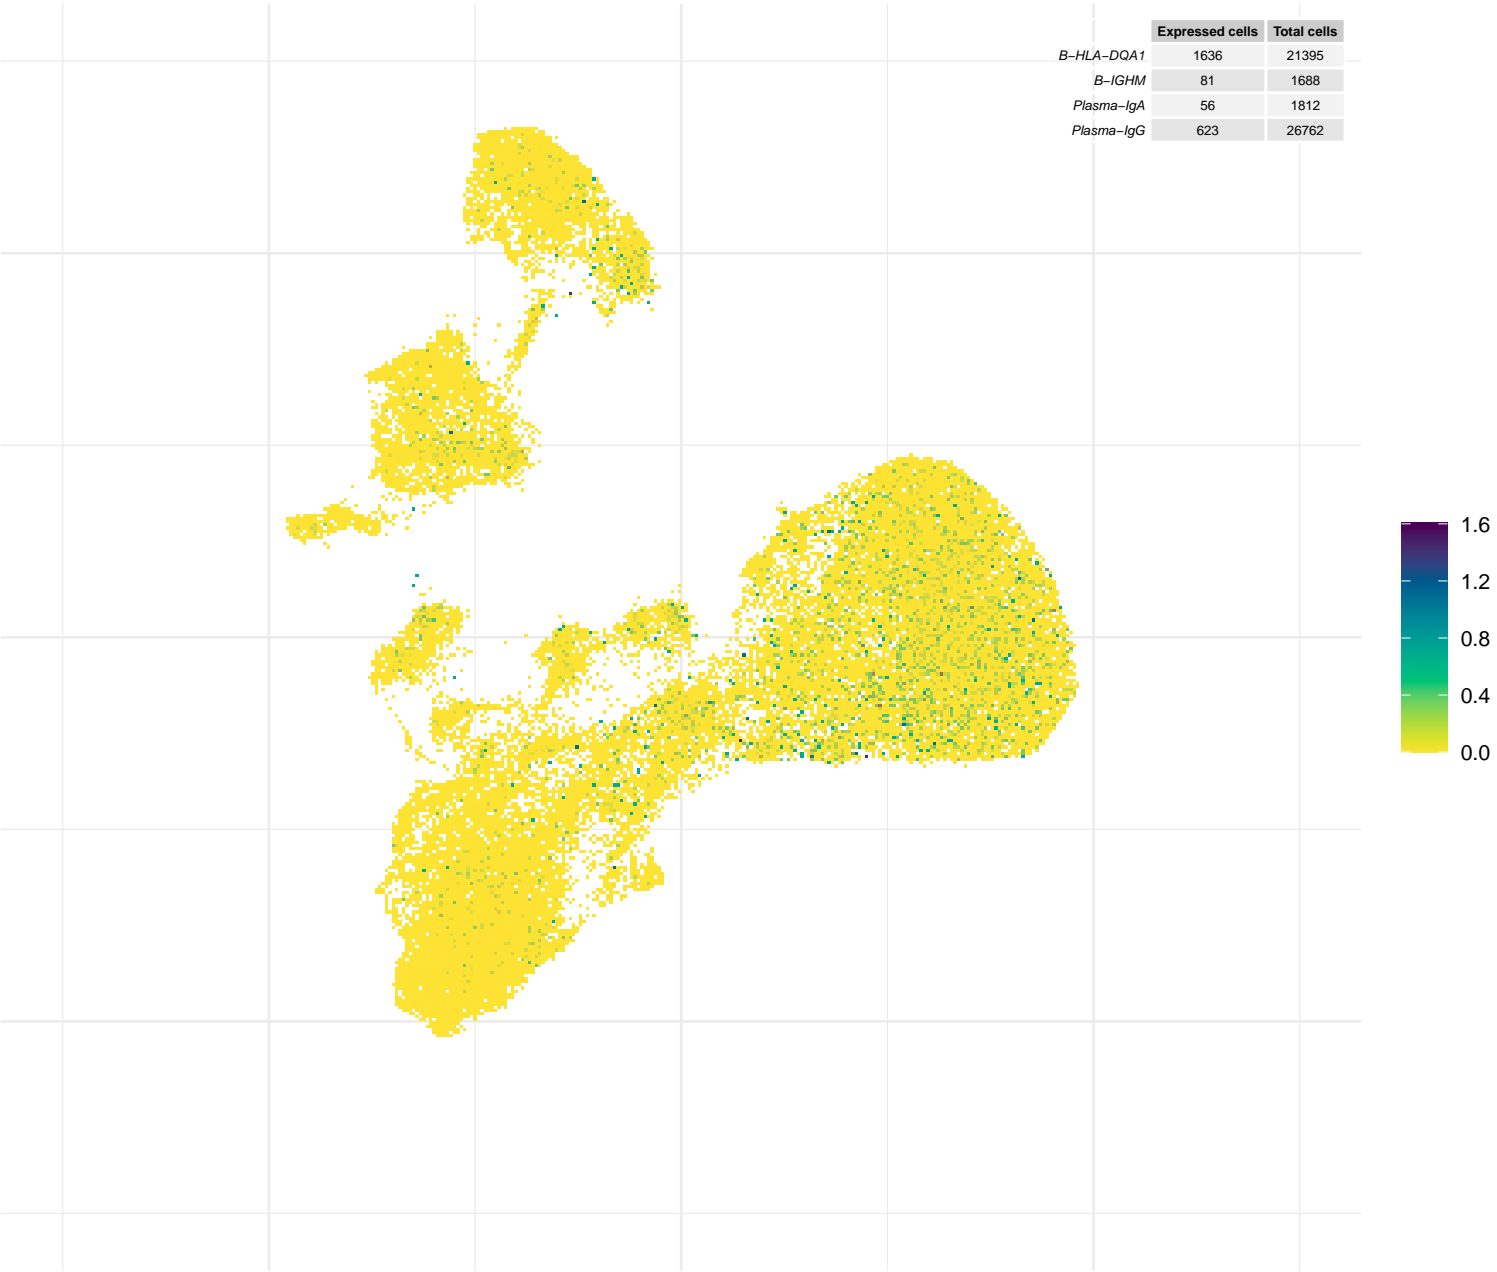 Expressed cells Total cells
B−HLA−DQA1 1636 21395
B−IGHM 81 1688
Plasma−IgA 56 1812
Plasma−IgG 623 26762
1.6
1.2
0.8
0.4
0.0